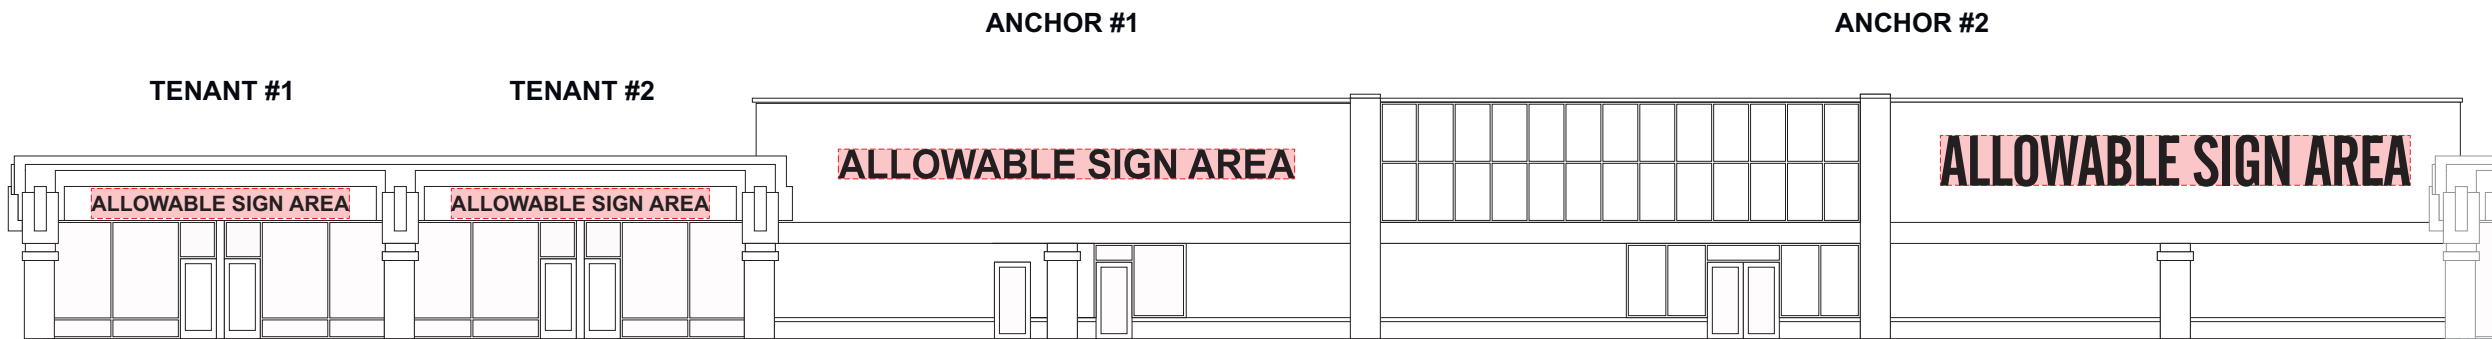 ANCHOR #1
ANCHOR #2
TENANT #1
TENANT #2
ALLOWABLE SIGN AREA
ALLOWABLE SIGN AREA
ALLOWABLE SIGN AREA
ALLOWABLE SIGN AREA